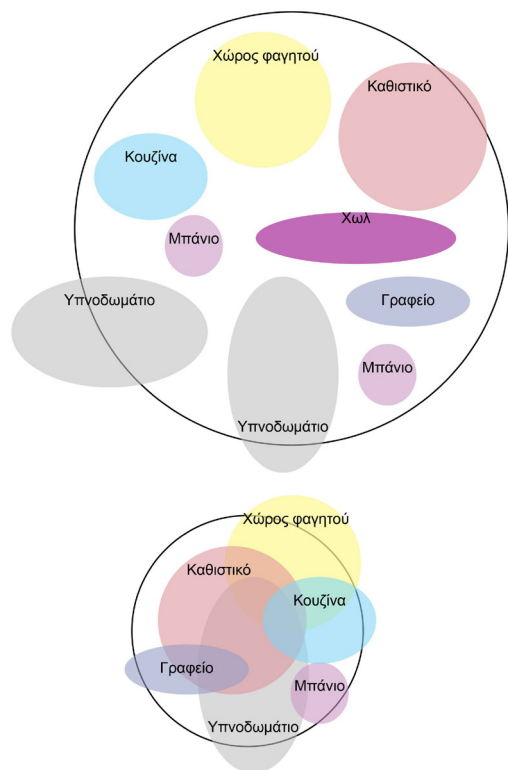 Χώρος φαγητού
Καθιστικό
Κουζίνα
Χωλ
Μπάνιο
Υπνοδωμάτιο
Γραφείο
Μπάνιο
Υπνοδωμάτιο
Χώρος φαγητού
Καθιστικό
Κουζίνα
Γραφείο
Μπάνιο
Υπνοδωμάτιο